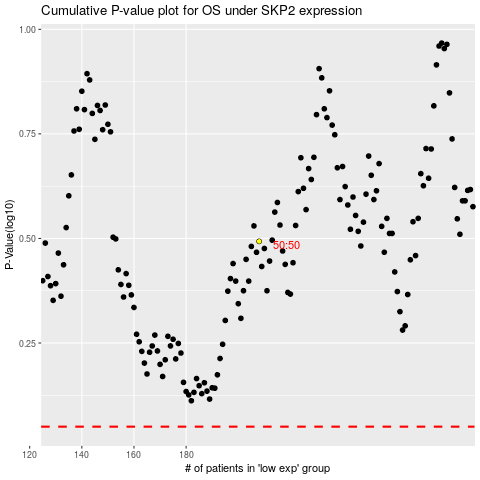 Cumulative P-value plot for OS under SKP2 expression
P-Value(log10)
1.00
0.75
0.50
0.25
50:50
120 140 160 180
# of patients in 'low exp' group